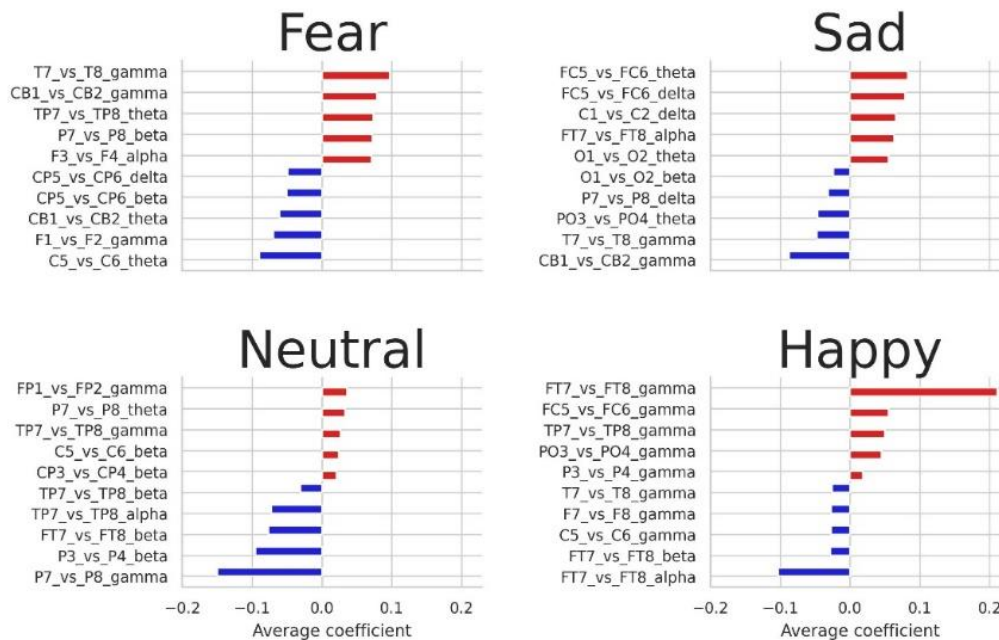 Fear
T7_vs_T8_gamma
CB1_vs_CB2_gamma
TP7_vs_TP8_theta
P7_vs_P8_beta
F3_vs_F4_alpha
CP5_vs_CP6_delta
CP5_vs_CP6_beta
CB1_vs_CB2_theta
F1_vs_F2_gamma
C5_vs_C6_theta
Sad
FC5_vs_FC6_theta
FC5_vs_FC6_delta
C1_vs_C2_delta
FT7_vs_FT8_alpha
O1_vs_O2_theta
O1_vs_O2_beta
P7_vs_P8_delta
PO3_vs_PO4_theta
T7_vs_T8_gamma
CB1_vs_CB2_gamma
Neutral
FP1_vs_FP2_gamma
P7_vs_P8_theta
TP7_vs_TP8_gamma
C5_vs_C6_beta
CP3_vs_CP4_beta
TP7_vs_TP8_beta
TP7_vs_TP8_alpha
FT7_vs_FT8_beta
P3_vs_P4_beta
P7_vs_P8_gamma
−0.2 −0.1 0.0 0.1 0.2
Average coefficient
Happy
FT7_vs_FT8_gamma
FC5_vs_FC6_gamma
TP7_vs_TP8_gamma
PO3_vs_PO4_gamma
P3_vs_P4_gamma
T7_vs_T8_gamma
F7_vs_F8_gamma
C5_vs_C6_gamma
FT7_vs_FT8_beta
FT7_vs_FT8_alpha
−0.2 −0.1 0.0 0.1 0.2
Average coefficient